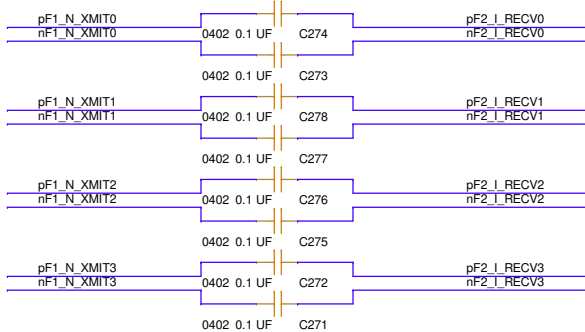 pF1_N_XMIT0 pF2_I_RECV0
nF1_N_XMIT0 0402 0.1 UF C274 nF2_I_RECV0
0402 0.1 UF C273
pF1_N_XMIT1 pF2_I_RECV1
nF1_N_XMIT1 0402 0.1 UF C278 nF2_I_RECV1
0402 0.1 UF C277
pF1_N_XMIT2 pF2_I_RECV2
nF1_N_XMIT2 0402 0.1 UF C276 nF2_I_RECV2
0402 0.1 UF C275
pF1_N_XMIT3 pF2_I_RECV3
nF1_N_XMIT3 0402 0.1 UF C272 nF2_I_RECV3
0402 0.1 UF C271